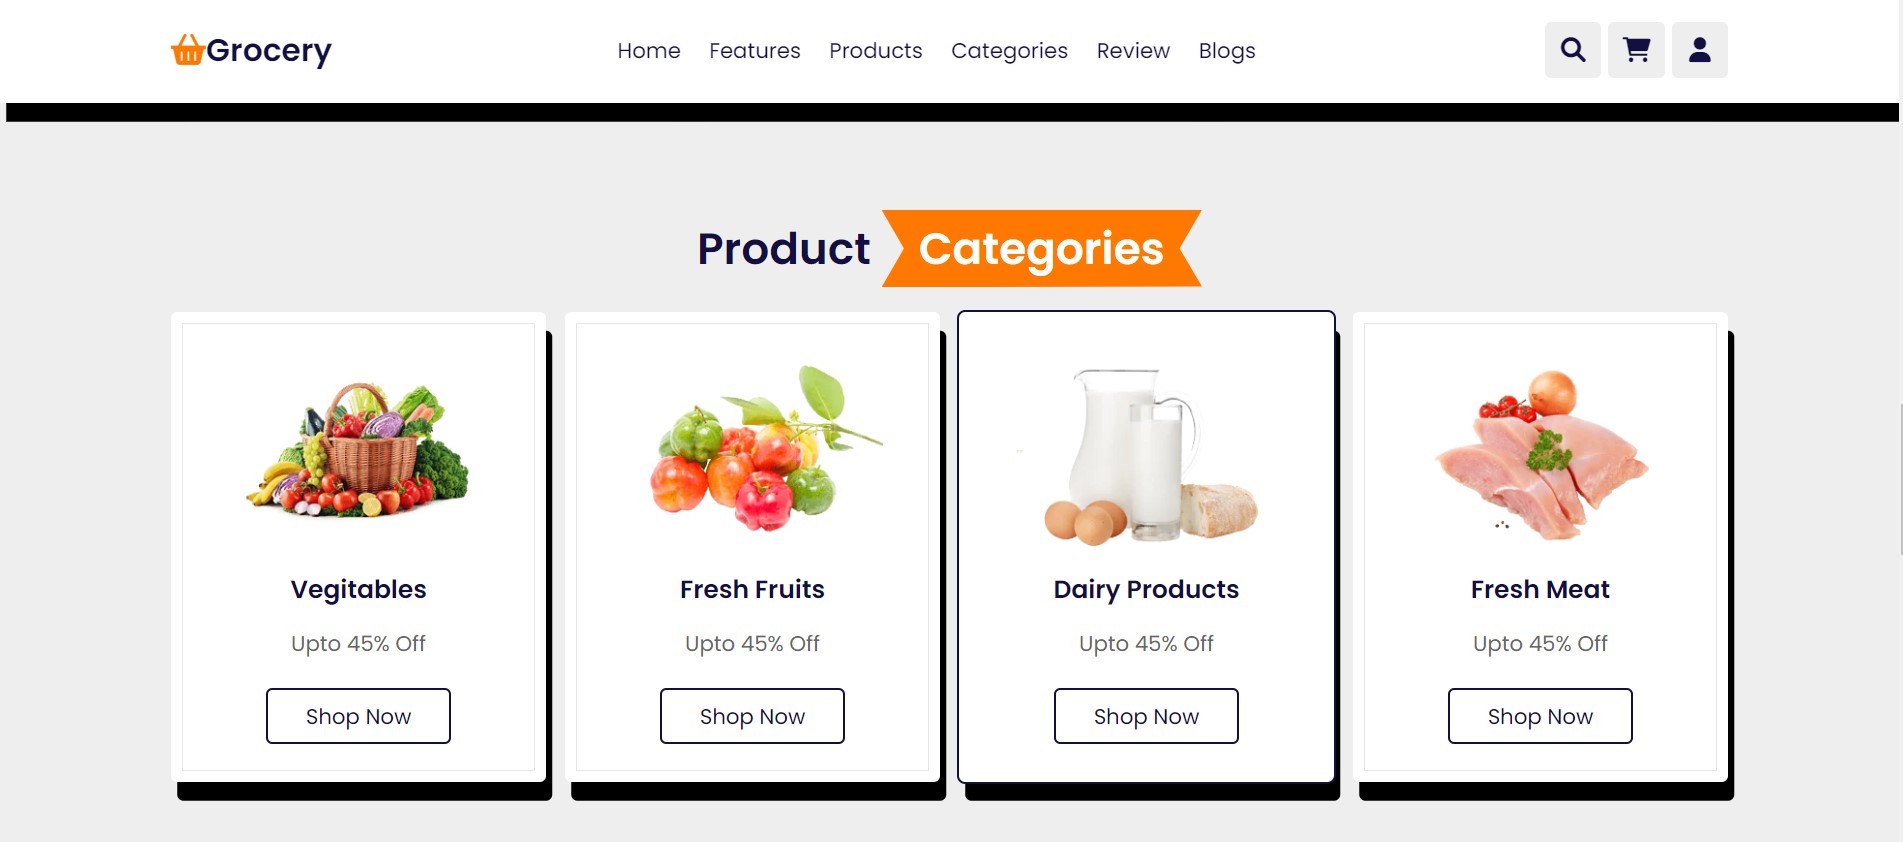 Grocery
Home Features Products Categories Review Blogs
Product Categories
Vegitables
Upto 45% Off
Shop Now
Fresh Fruits
Upto 45% Off
Shop Now
Dairy Products
Upto 45% Off
Shop Now
Fresh Meat
Upto 45% Off
Shop Now